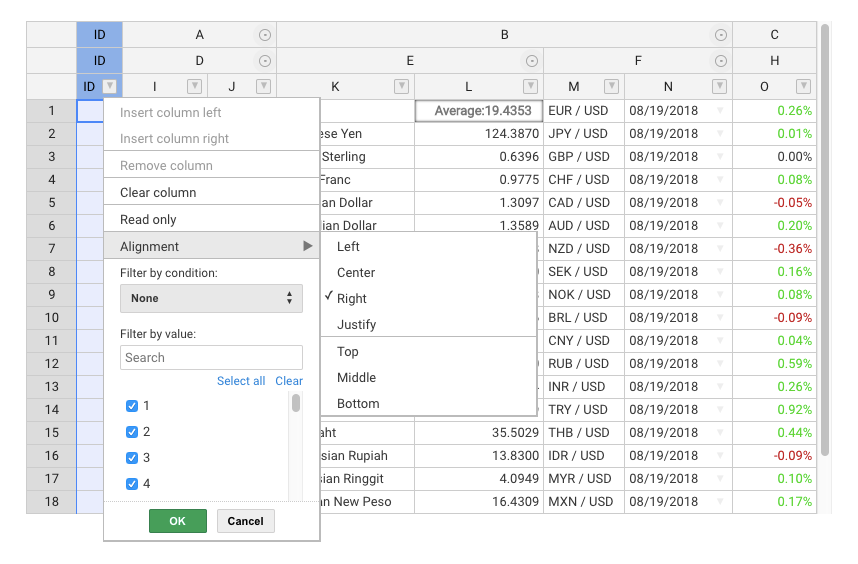 ID A B C
ID D E F H
ID I J K L M N O
1 Average:19.4353 EUR / USD 08/19/2018 0.26%
Insert column left
2 ese Yen 124.3870 JPY / USD 08/19/2018 0.01%
Insert column right
3 Sterling 0.6396 GBP / USD 08/19/2018 0.00%
Remove column
4 Franc 0.9775 CHF / USD 08/19/2018 0.08%
Clear column
5 an Dollar 1.3097 CAD / USD 08/19/2018 -0.05%
Read only
6 ian Dollar 1.3589 AUD / USD 08/19/2018 0.20%
Alignment
7 NZD / USD 08/19/2018 -0.36%
Left
Filter by condition:
8 SEK / USD 08/19/2018 0.16%
Center
None
9 NOK / USD 08/19/2018 0.08%
Right
10 BRL / USD 08/19/2018 -0.09%
Justify
Filter by value:
11 CNY / USD 08/19/2018 0.04%
Top
Search
12 RUB / USD 08/19/2018 0.59%
Middle
Select all Clear
13 INR / USD 08/19/2018 0.26%
Bottom
1
14 TRY / USD 08/19/2018 0.92%
2
15 aht 35.5029 THB / USD 08/19/2018 0.44%
3
16 sian Rupiah 13.8300 IDR / USD 08/19/2018 -0.09%
4
17 sian Ringgit 4.0949 MYR / USD 08/19/2018 0.10%
18 n New Peso 16.4309 MXN / USD 08/19/2018 0.17%
OK Cancel